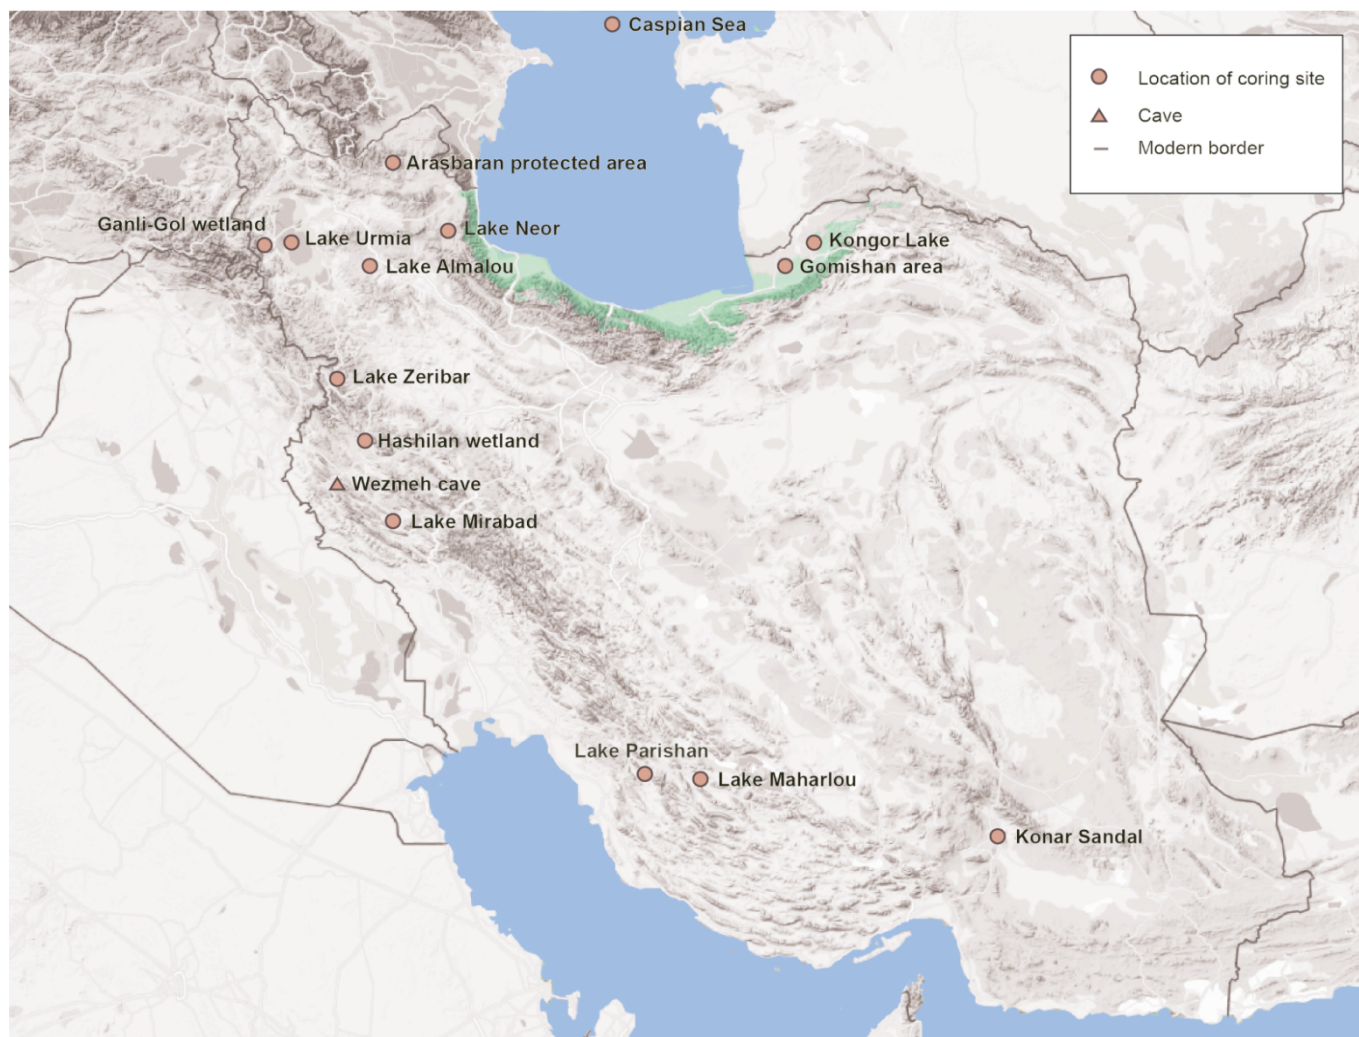 Caspian Sea
Location of coring site
Cave
Modern border
Arasbaran protected area
Ganli-Gol wetland
Lake Neor
Lake Urmia
Kongor Lake
Lake Almalou
Gomishan area
Lake Zeribar
Hashilan wetland
Wezmeh cave
Lake Mirabad
Lake Parishan
Lake Maharlou
Konar Sandal